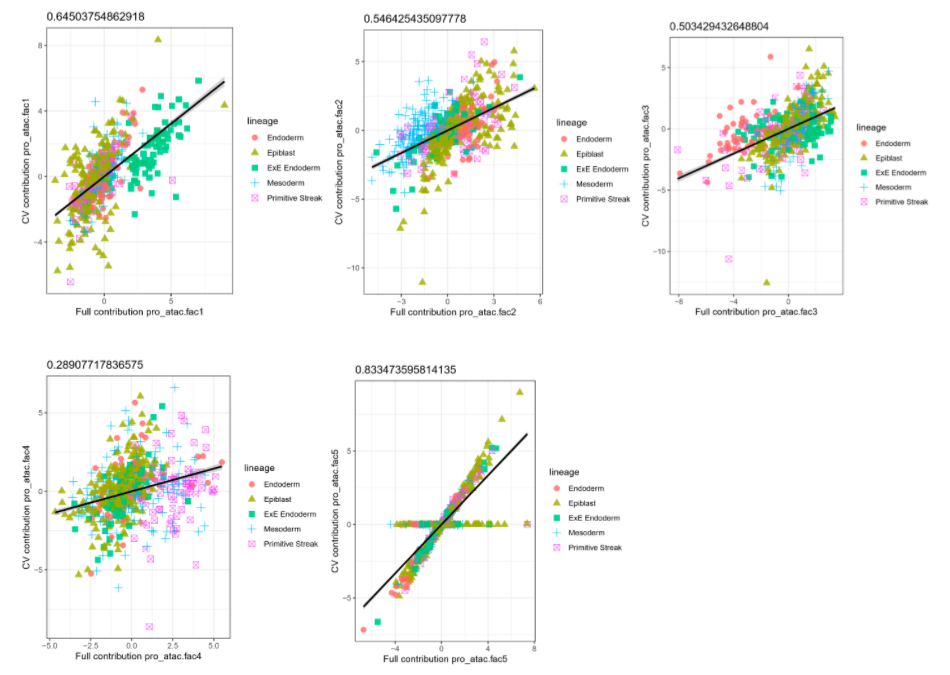 0.64503754862918
CV contribution pro_atac.fac1
8
4
0
−4
0
5
Full contribution pro_atac.fac1
lineage
Endoderm
Epiblast
ExE Endoderm
Mesoderm
Primitive Streak
0.546425435097778
CV contribution pro_atac.fac2
5
0
−5
−10
−3
0
3
6
Full contribution pro_atac.fac2
lineage
Endoderm
Epiblast
ExE Endoderm
Mesoderm
Primitive Streak
0.503429432648804
CV contribution pro_atac.fac3
5
0
−5
−10
−8
−4
0
Full contribution pro_atac.fac3
lineage
Endoderm
Epiblast
ExE Endoderm
Mesoderm
Primitive Streak
0.28907717836575
CV contribution pro_atac.fac4
5
0
−5
−5.0
−2.5
0.0
2.5
5.0
Full contribution pro_atac.fac4
lineage
Endoderm
Epiblast
ExE Endoderm
Mesoderm
Primitive Streak
0.833473595814135
CV contribution pro_atac.fac5
5
0
−5
−4
0
4
8
Full contribution pro_atac.fac5
lineage
Endoderm
Epiblast
ExE Endoderm
Mesoderm
Primitive Streak